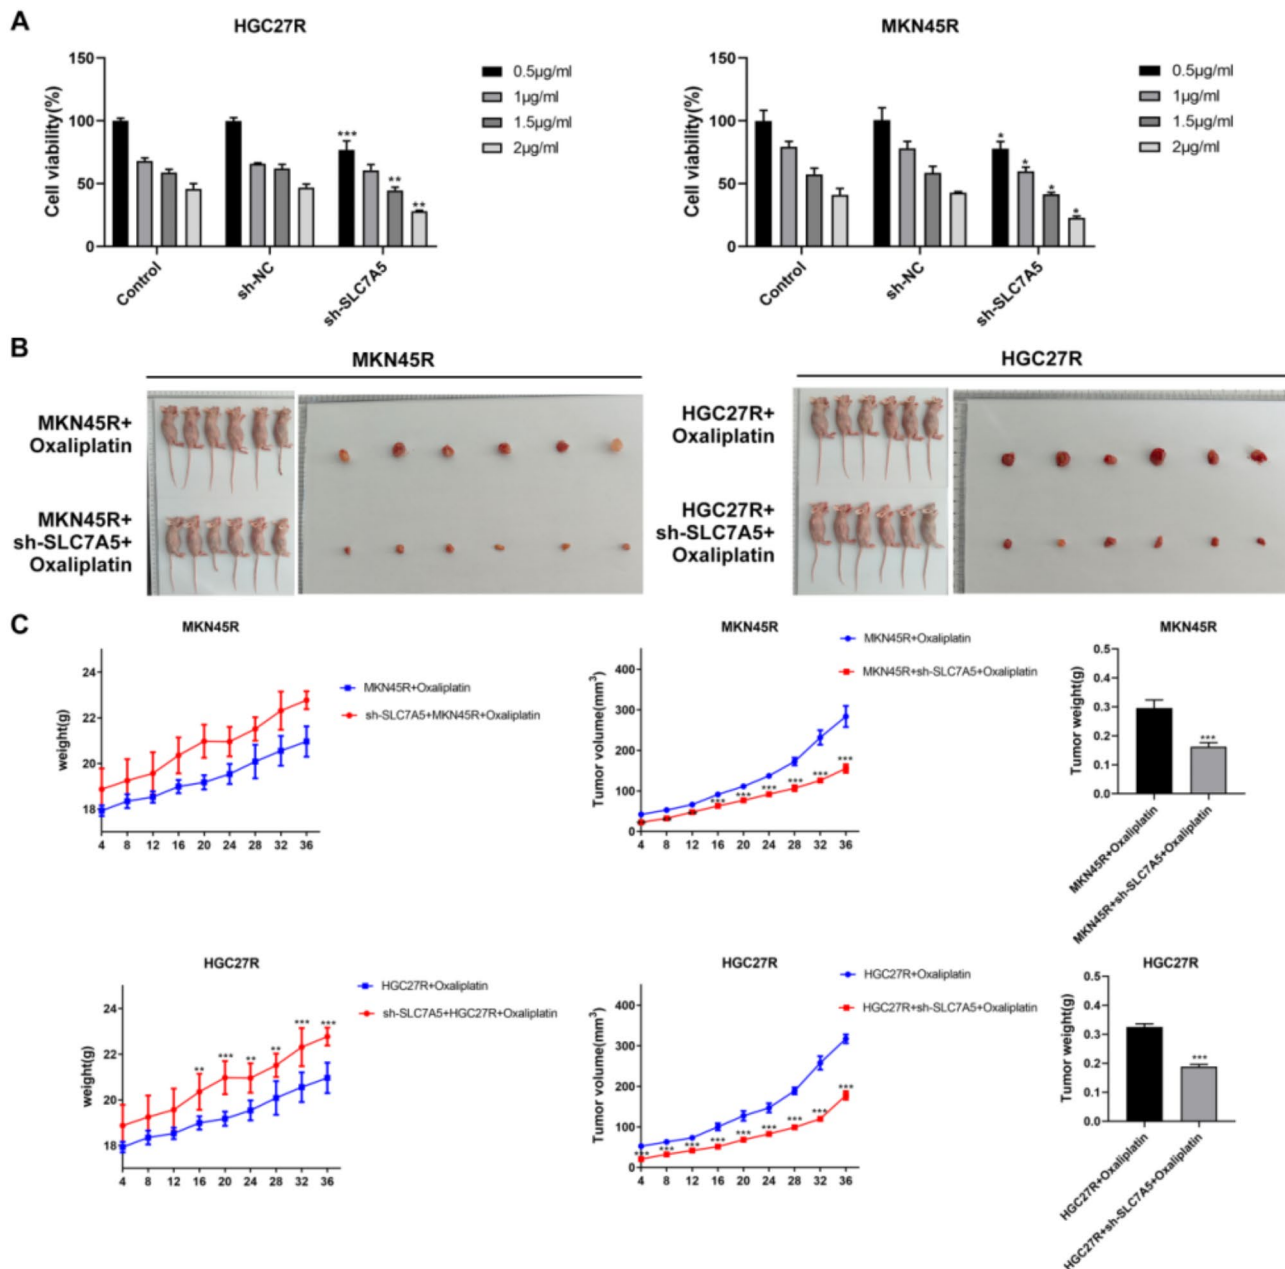 A
HGC27R
Cell viability(%)
150
100
50
0
***
**
**
Control
sh-NC
sh-SLC7A5
0.5μg/ml
1μg/ml
1.5μg/ml
2μg/ml
MKN45R
Cell viability(%)
150
100
50
0
*
*
*
*
Control
sh-NC
sh-SLC7A5
0.5μg/ml
1μg/ml
1.5μg/ml
2μg/ml
B
MKN45R
MKN45R+
Oxaliplatin
MKN45R+
sh-SLC7A5+
Oxaliplatin
HGC27R
HGC27R+
Oxaliplatin
HGC27R+
sh-SLC7A5+
Oxaliplatin
C
MKN45R
weight(g)
24
22
20
18
4 8 12 16 20 24 28 32 36
MKN45R+Oxaliplatin
sh-SLC7A5+MKN45R+Oxaliplatin
MKN45R
Tumor volume(mm3)
400
300
200
100
0
*** *** *** *** *** ***
4 8 12 16 20 24 28 32 36
MKN45R+Oxaliplatin
MKN45R+sh-SLC7A5+Oxaliplatin
MKN45R
Tumor weight(g)
0.5
0.4
0.3
0.2
0.1
0.0
***
MKN45R+Oxaliplatin
MKN45R+sh-SLC7A5+Oxaliplatin
HGC27R
weight(g)
24
22
20
18
** *** ** ** *** ***
4 8 12 16 20 24 28 32 36
HGC27R+Oxaliplatin
sh-SLC7A5+HGC27R+Oxaliplatin
HGC27R
Tumor volume(mm3)
400
300
200
100
0
*** *** *** *** *** *** *** *** ***
4 8 12 16 20 24 28 32 36
HGC27R+Oxaliplatin
HGC27R+sh-SLC7A5+Oxaliplatin
HGC27R
Tumor weight(g)
0.5
0.4
0.3
0.2
0.1
0.0
***
HGC27R+Oxaliplatin
HGC27R+sh-SLC7A5+Oxaliplatin